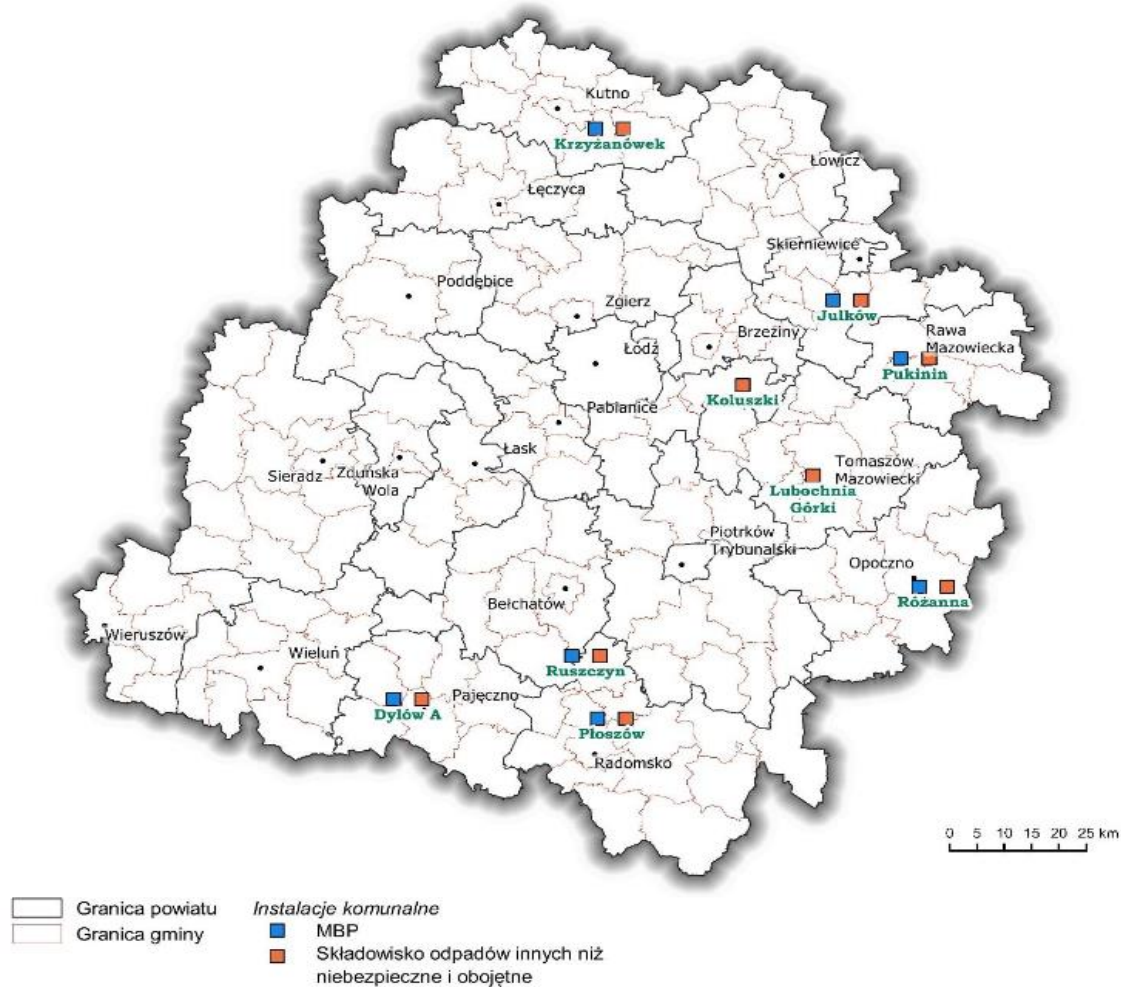 Kutno
Krzyżanówek
Łowicz
Łęczyca
Skierniewice
Poddębice
Zgierz
Julków
Brzeziny
Rawa
Mazowiecka
Łódź
Pukinin
Koluszki
Pabianice
Łask
Sieradz
Zduńska
Wola
Tomaszów
Mazowiecki
Lubochnia
Górki
Piotrków
Trybunalski
Opoczno
Różanna
Bełchatów
Wieruszów
Wieluń
Ruszczyn
Pajęczno
Dylów A
Płoszów
Radomsko
0 5 10 15 20 25 km
Granica powiatu
Granica gminy
Instalacje komunalne
MBP
Składowisko odpadów innych niż
niebezpieczne i obojętne